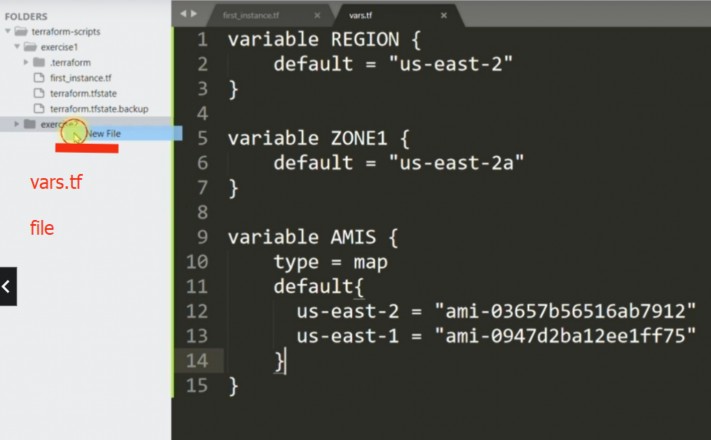 FOLDERS
terraform-scripts
exercise1
.terraform
first_instance.tf
terraform.tfstate
terraform.tfstate.backup
New File
vars.tf
file
first_instance.tf ×
vars.tf ×
1 variable REGION {
2 default = "us-east-2"
3 }
4
5 variable ZONE1 {
6 default = "us-east-2a"
7 }
8
9 variable AMIS {
10 type = map
11 default{
12 us-east-2 = "ami-03657b56516ab7912"
13 us-east-1 = "ami-0947d2ba12ee1ff75"
14 }
15 }